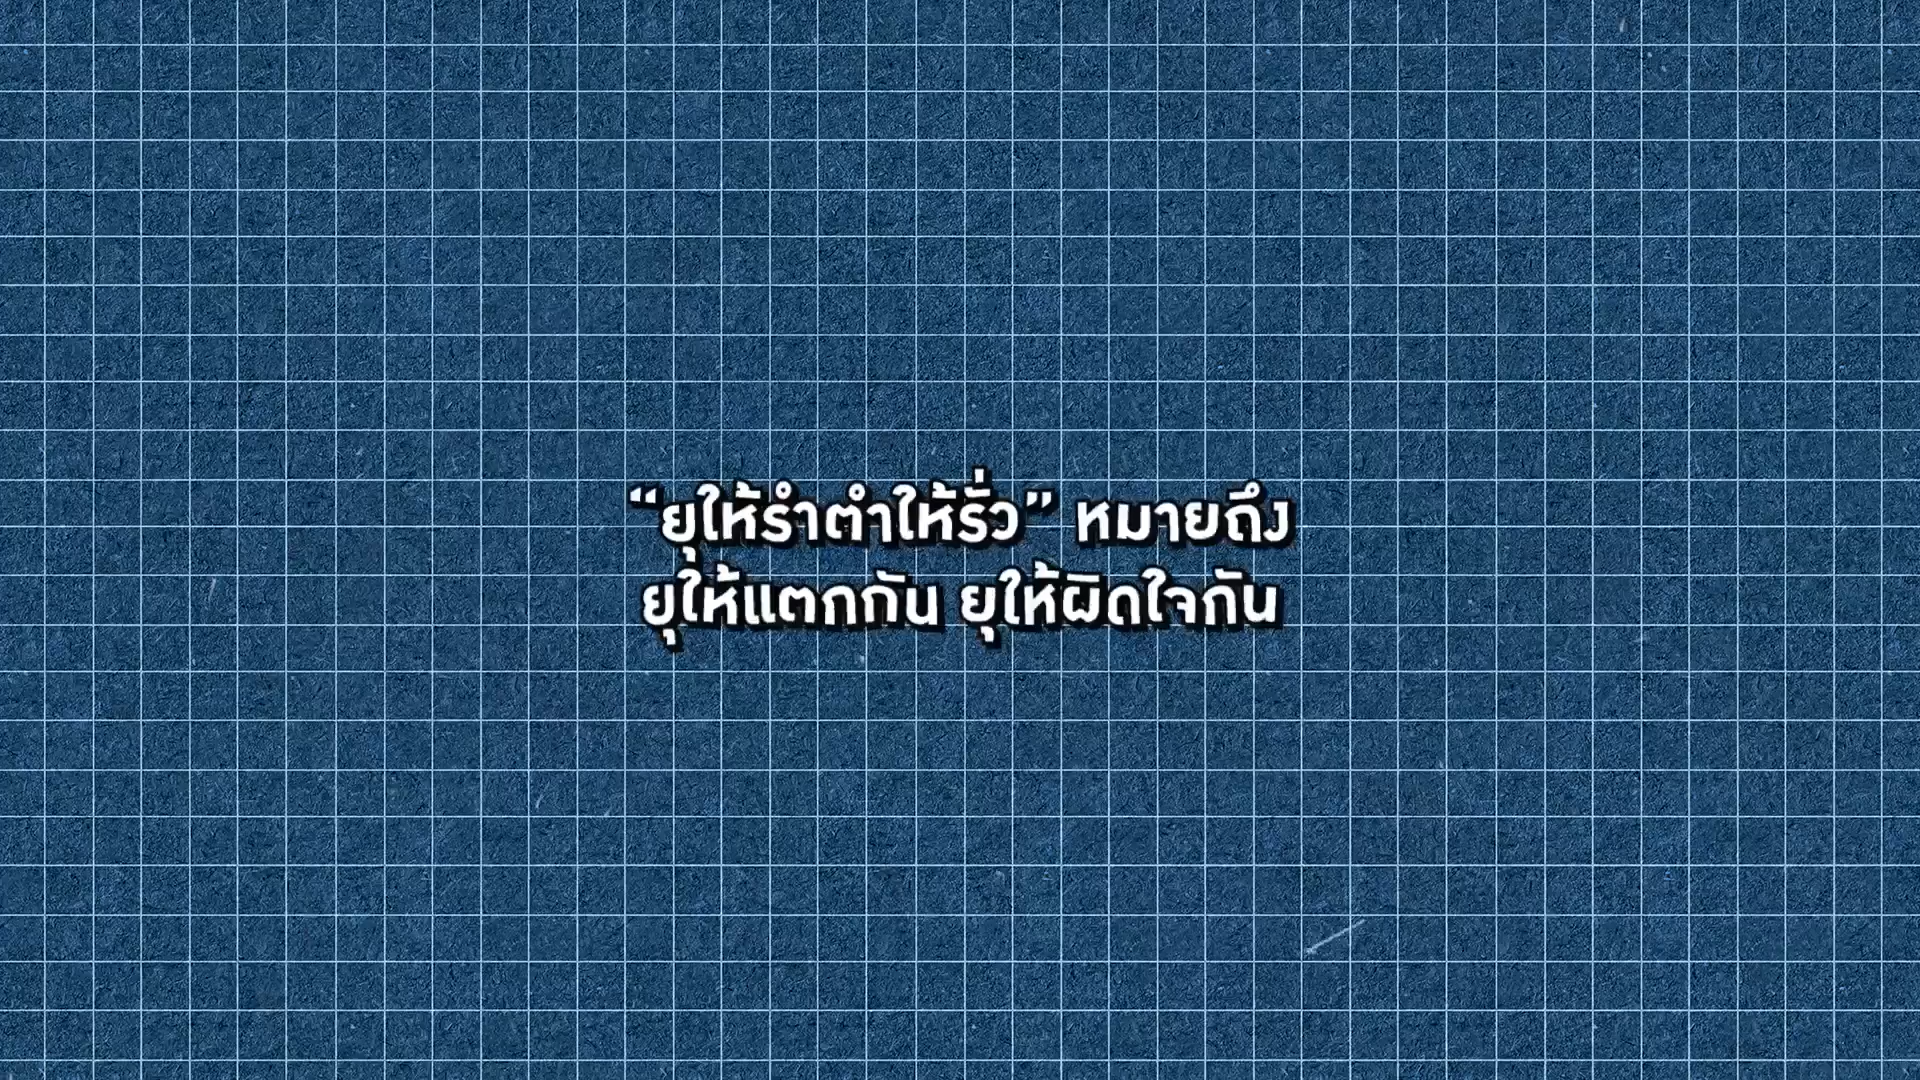 “ยุให้รำตำให้รั่ว” หมายถึง
ยุให้แตกกัน ยุให้ผิดใจกัน